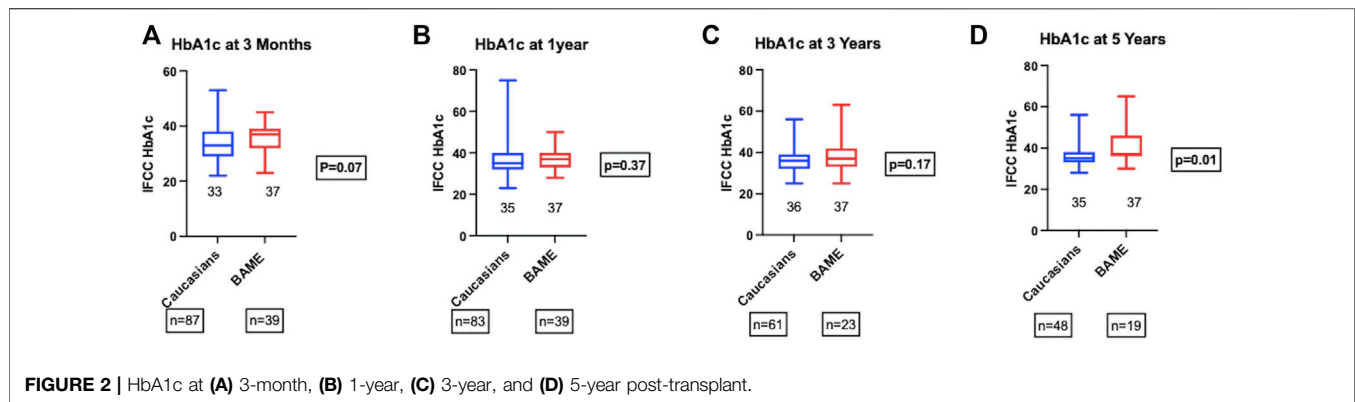 A
HbA1c at 3 Months
IFCC HbA1c
60
40
20
0
33
37
P=0.07
Caucasians
BAME
n=87
n=39
B
HbA1c at 1year
IFCC HbA1c
80
60
40
20
0
35
37
p=0.37
Caucasians
BAME
n=83
n=39
C
HbA1c at 3 Years
IFCC HbA1c
80
60
40
20
0
36
37
p=0.17
Caucasians
BAME
n=61
n=23
D
HbA1c at 5 Years
IFCC HbA1c
80
60
40
20
0
35
37
p=0.01
Caucasians
BAME
n=48
n=19
FIGURE 2 | HbA1c at (A) 3-month, (B) 1-year, (C) 3-year, and (D) 5-year post-transplant.